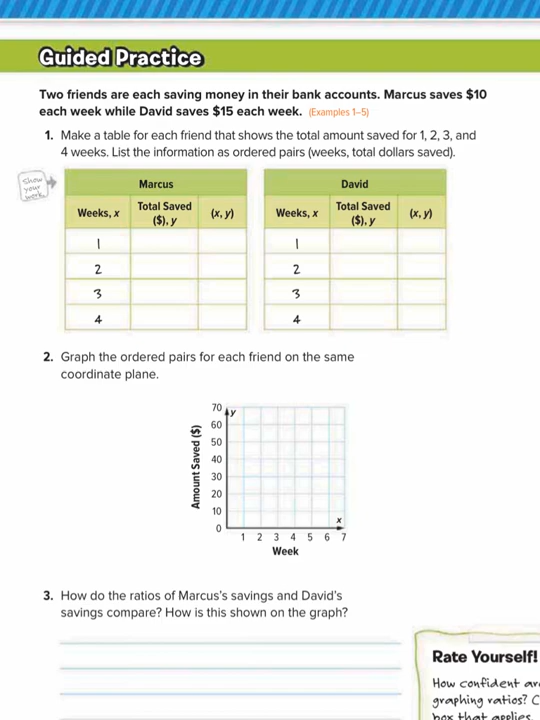 Guided Practice
Two friends are each saving money in their bank accounts. Marcus saves $10
each week while David saves $15 each week. (Examples 1–5)
1. Make a table for each friend that shows the total amount saved for 1, 2, 3, and
4 weeks. List the information as ordered pairs (weeks, total dollars saved).
Show
your
work.
Marcus
Weeks, x
Total Saved
($), y
(x, y)
1
2
3
4
David
Weeks, x
Total Saved
($), y
(x, y)
1
2
3
4
2. Graph the ordered pairs for each friend on the same
coordinate plane.
Amount Saved ($)
70
60
50
40
30
20
10
0
y
x
1 2 3 4 5 6 7
Week
3. How do the ratios of Marcus's savings and David's
savings compare? How is this shown on the graph?
Rate Yourself!
How confident
graphing ratios?
box that applies.